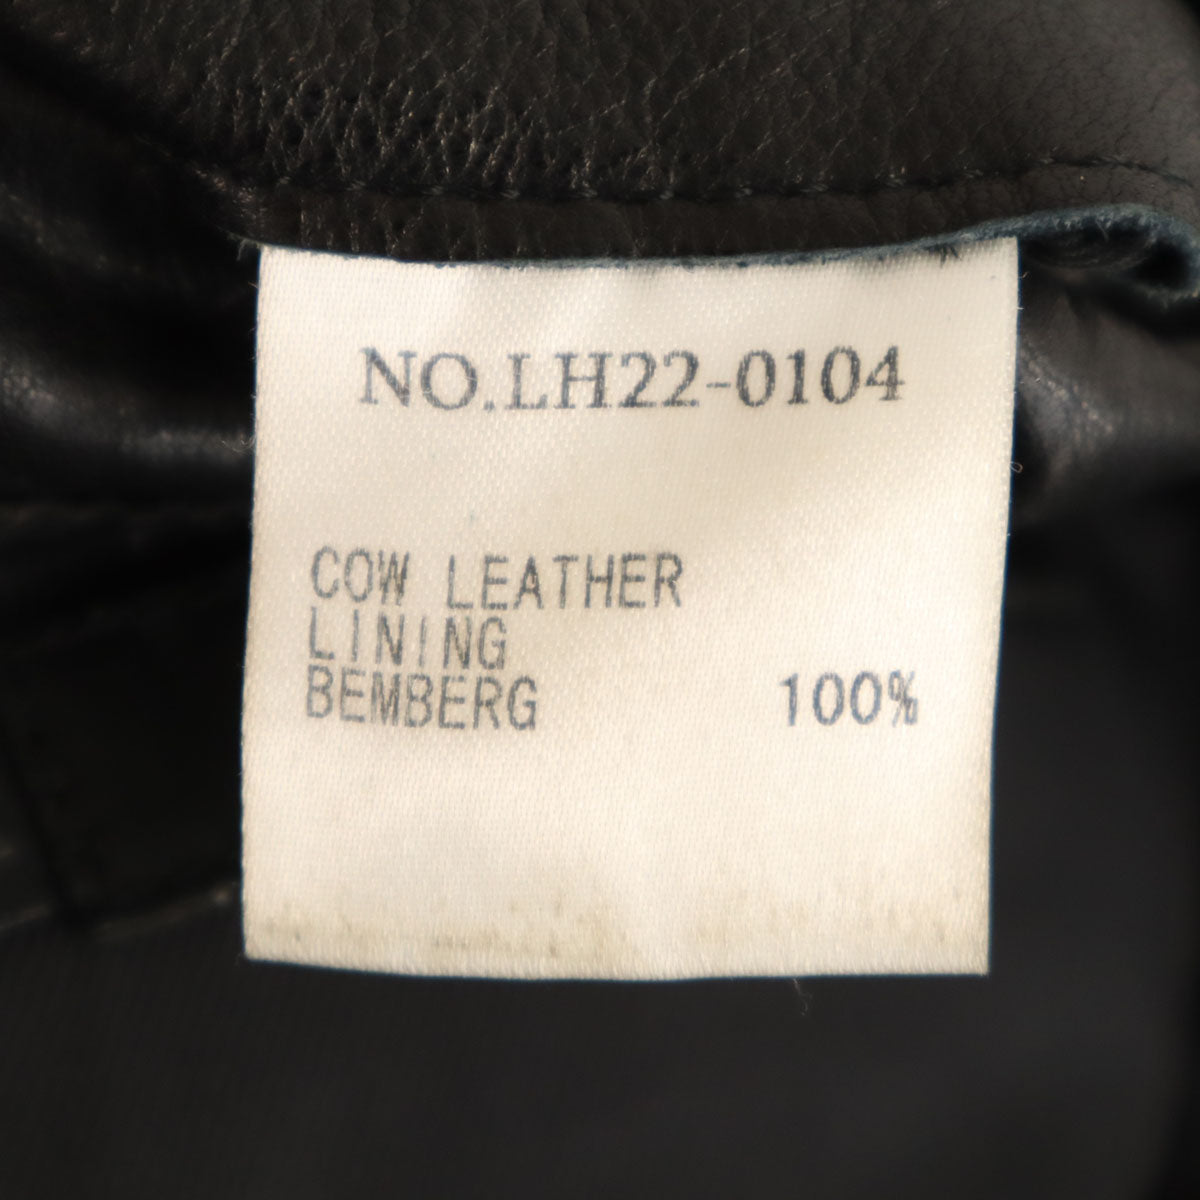 NO.LH22-0104
COW LEATHER
LINING
BEMBERG 100%